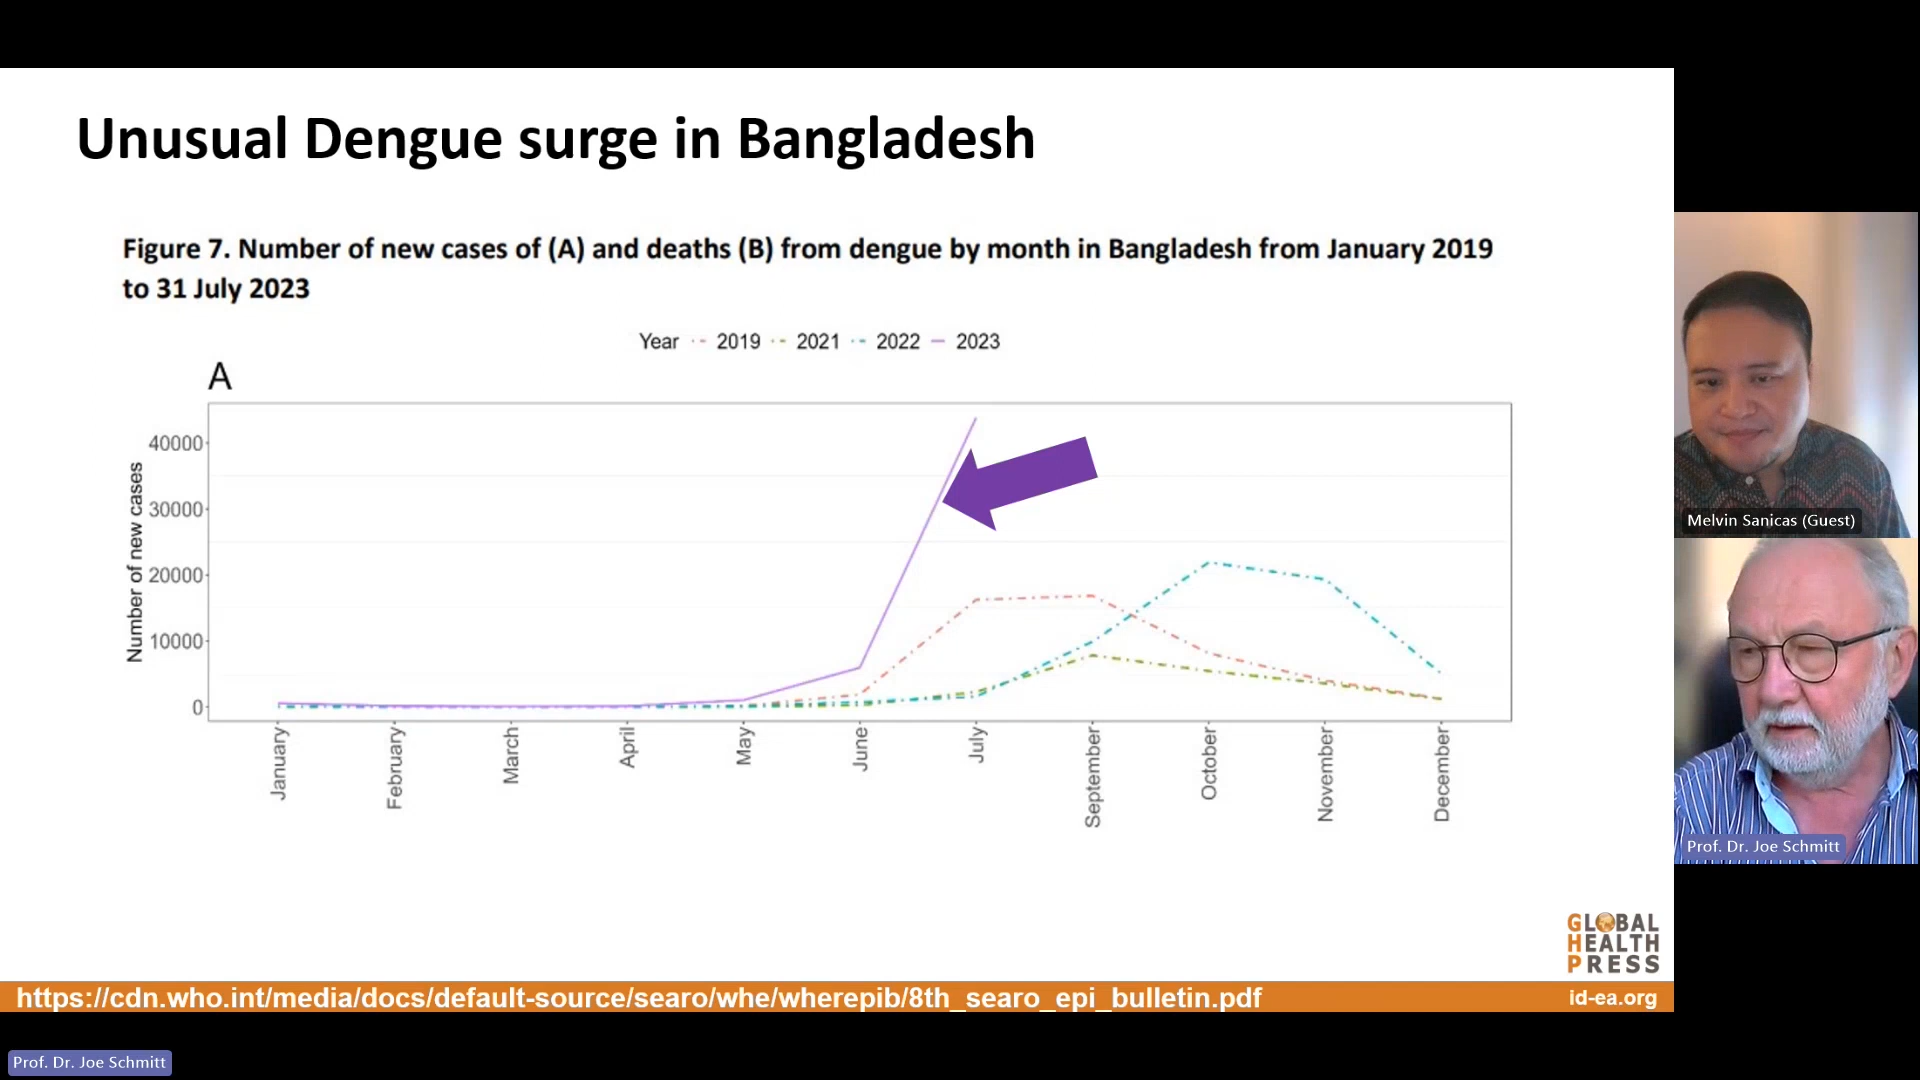 Unusual Dengue surge in Bangladesh
Figure 7. Number of new cases of (A) and deaths (B) from dengue by month in Bangladesh from January 2019
to 31 July 2023
Year 2019 2021 2022 2023
A
Number of new cases
40000
30000
20000
10000
0
January
February
March
April
May
June
July
September
October
November
December
Melvin Sanicas (Guest)
Prof. Dr. Joe Schmitt
GLOBAL
HEALTH
PRESS
https://cdn.who.int/media/docs/default-source/searo/whe/wherepib/8th_searo_epi_bulletin.pdf
id-ea.org
Prof. Dr. Joe Schmitt